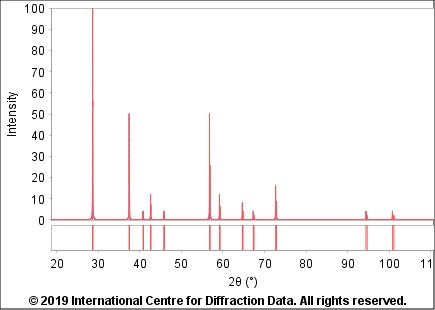 100
90
80
70
60
50
40
30
20
10
0
Intensity
20 30 40 50 60 70 80 90 100 11
2θ (°)
© 2019 International Centre for Diffraction Data. All rights reserved.